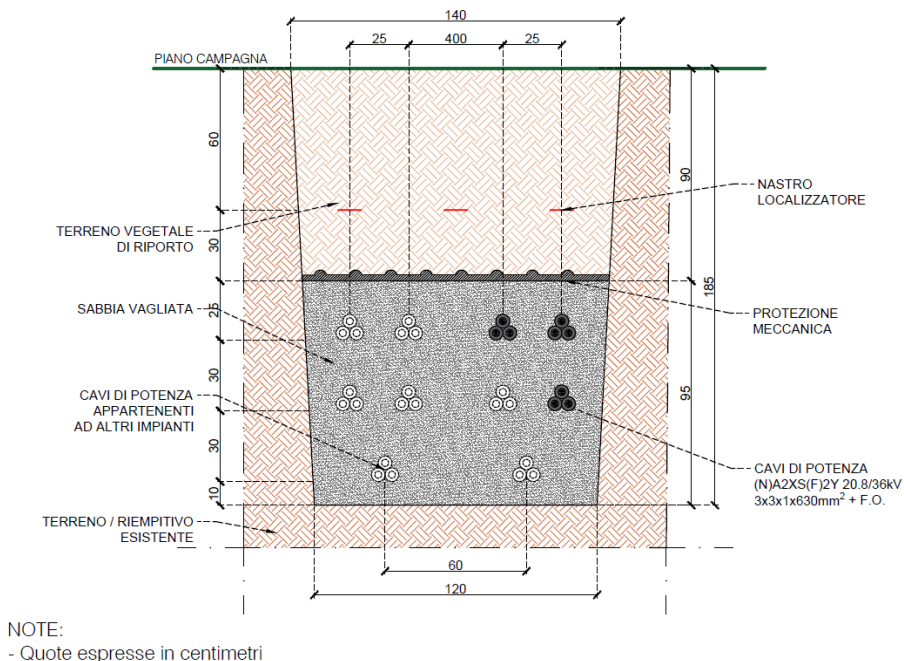 140
25
400
25
PIANO CAMPAGNA
60
90
NASTRO
LOCALIZZATORE
TERRENO VEGETALE
DI RIPORTO
30
185
SABBIA VAGLIATA
25
PROTEZIONE
MECCANICA
30
CAVI DI POTENZA
APPARTENENTI
AD ALTRI IMPIANTI
95
30
CAVI DI POTENZA
(N)A2XS(F)2Y 20.8/36kV
3x3x1x630mm² + F.O.
10
TERRENO / RIEMPITIVO
ESISTENTE
60
120
NOTE:
- Quote espresse in centimetri